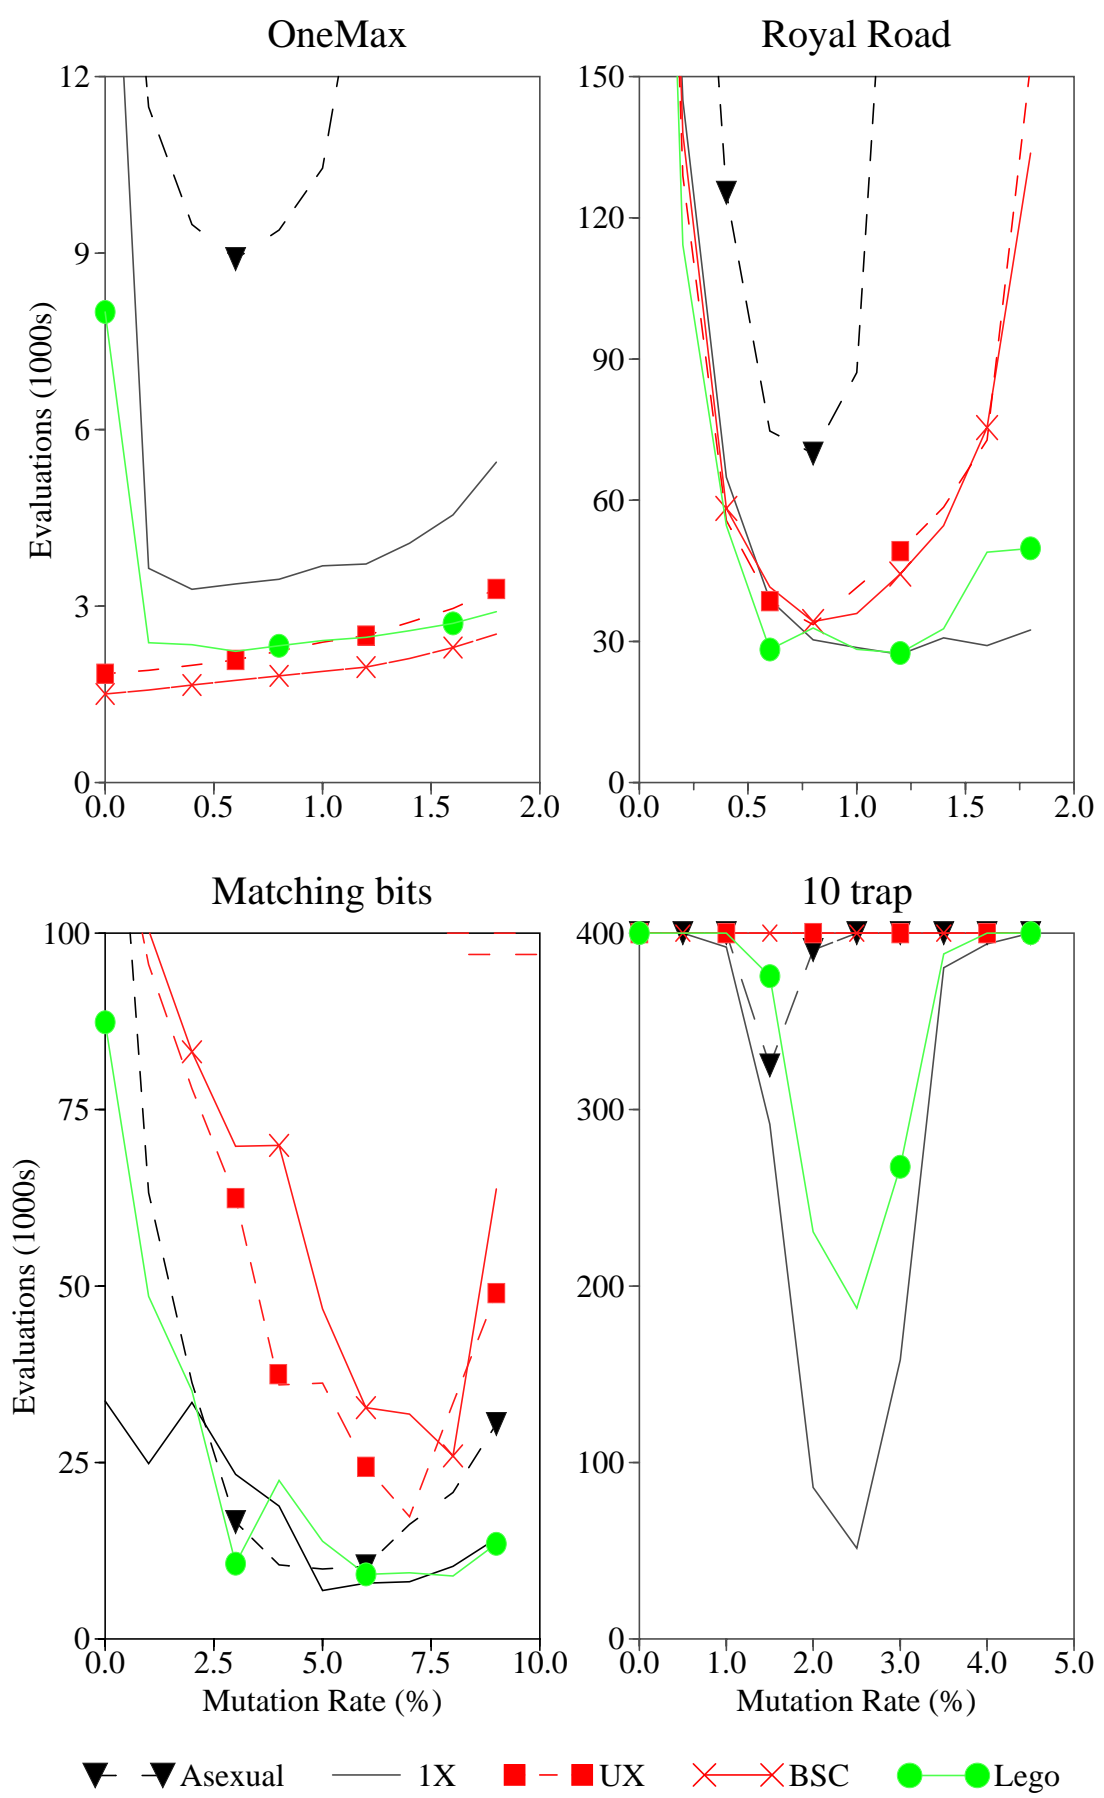 OneMax
Royal Road
12
9
6
3
0
Evaluations (1000s)
0.0 0.5 1.0 1.5 2.0
150
120
90
60
30
0
0.0 0.5 1.0 1.5 2.0
Matching bits
10 trap
100
75
50
25
0
Evaluations (1000s)
0.0 2.5 5.0 7.5 10.0
Mutation Rate (%)
400
300
200
100
0
0.0 1.0 2.0 3.0 4.0 5.0
Mutation Rate (%)
Asexual 1X UX BSC Lego